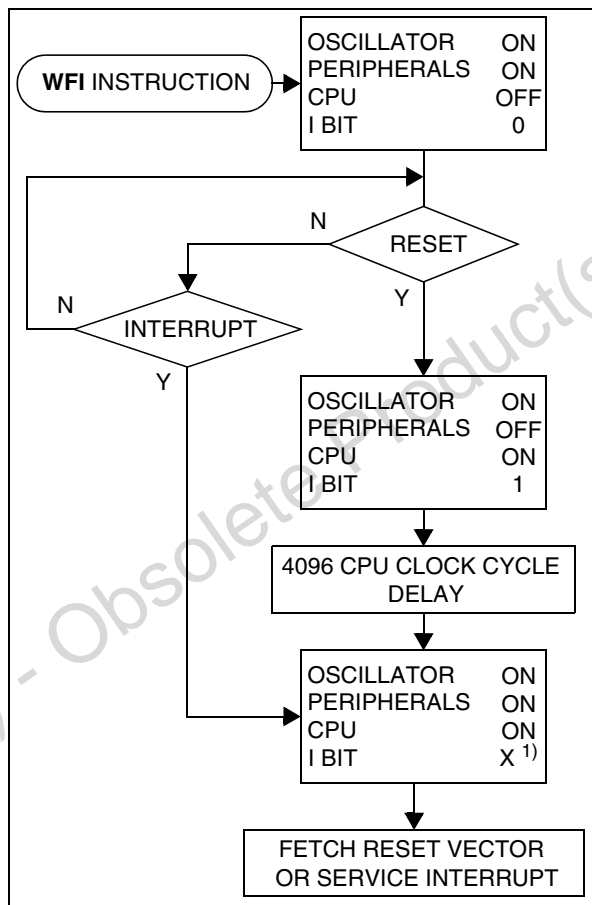 WFI INSTRUCTION
OSCILLATOR ON
PERIPHERALS ON
CPU OFF
I BIT 0
N
RESET
Y
N
INTERRUPT
Y
OSCILLATOR ON
PERIPHERALS OFF
CPU ON
I BIT 1
4096 CPU CLOCK CYCLE
DELAY
OSCILLATOR ON
PERIPHERALS ON
CPU ON
I BIT X 1)
FETCH RESET VECTOR
OR SERVICE INTERRUPT
- Obsolete Product(s